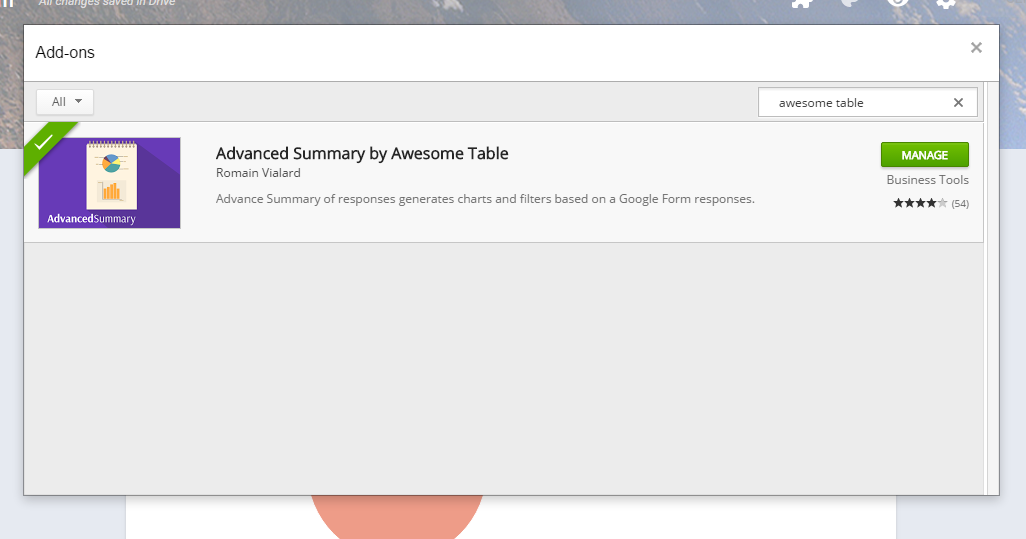 All changes saved in Drive
Add-ons
All
awesome table
Advanced Summary by Awesome Table
MANAGE
Romain Vialard
Business Tools
Advance Summary of responses generates charts and filters based on a Google Form responses.
(54)
AdvancedSummary